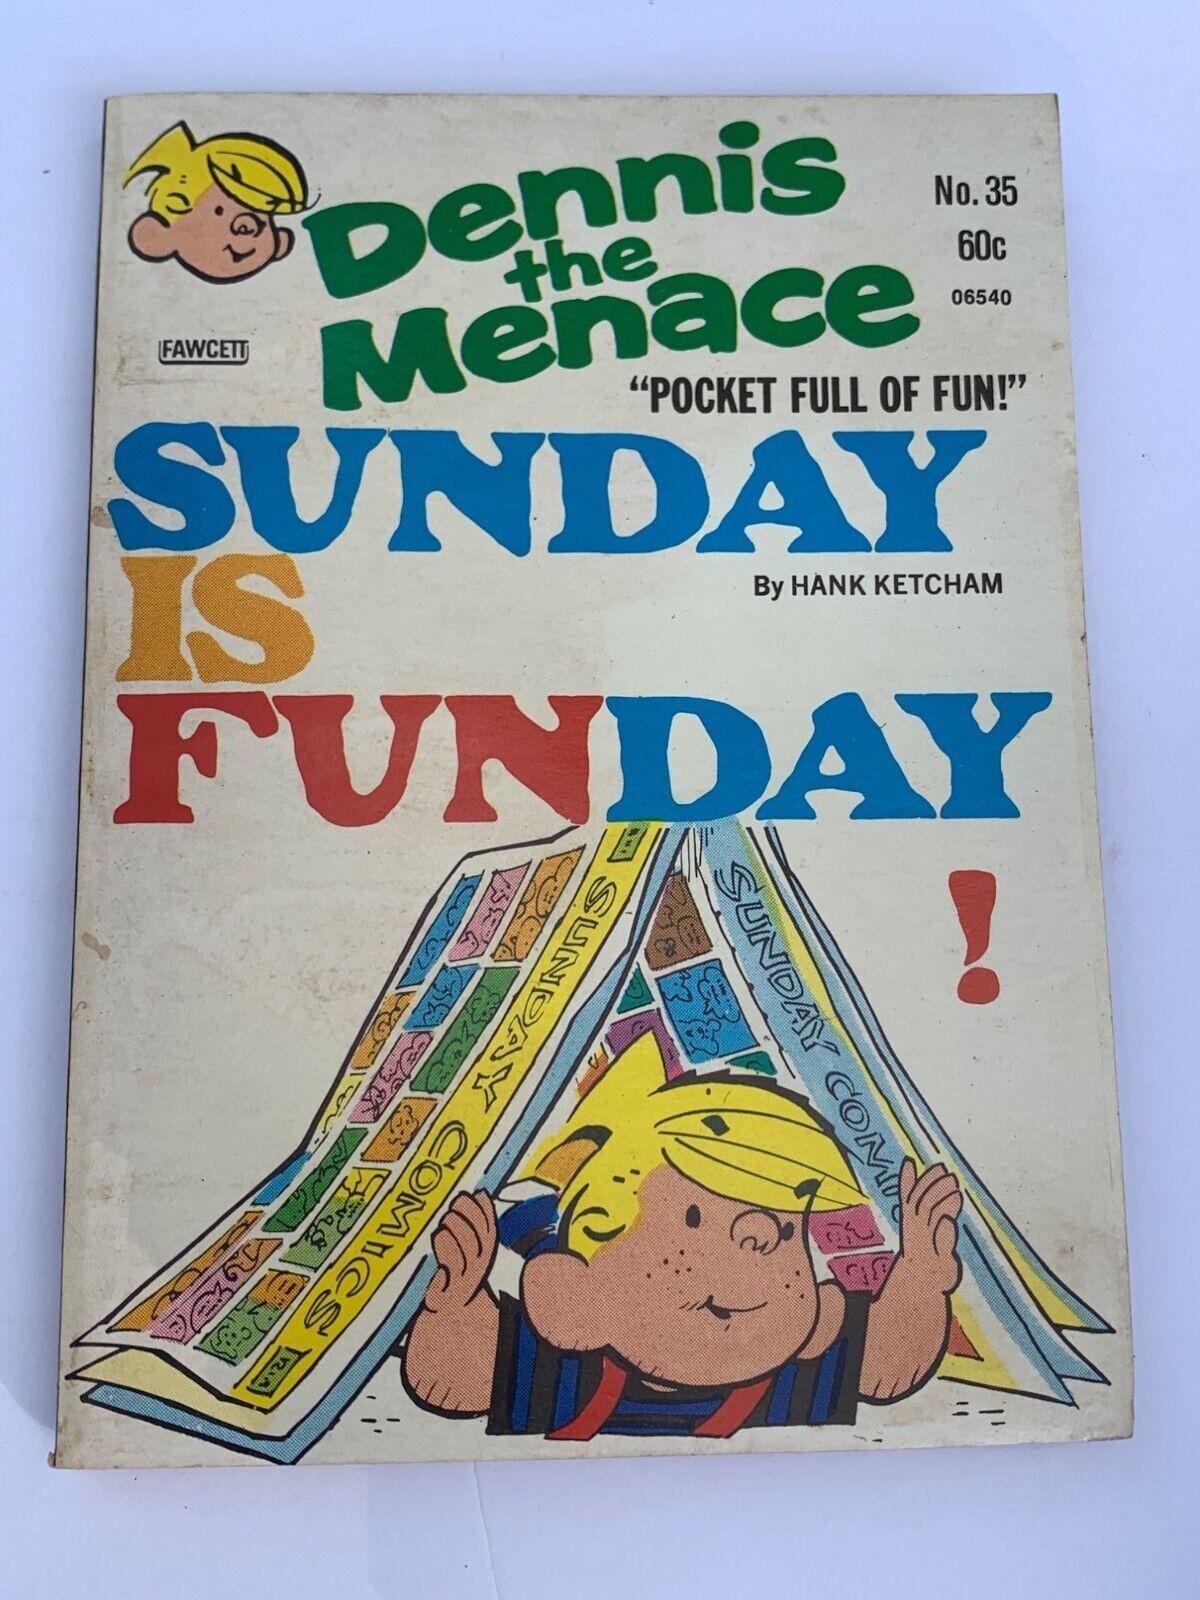 Dennis
the
Menace
No. 35
60c
06540
FAWCETT
"POCKET FULL OF FUN!"
SUNDAY
By HANK KETCHAM
IS
FUNDAY
!
SUNDAY COMICS
SUNDAY COMI